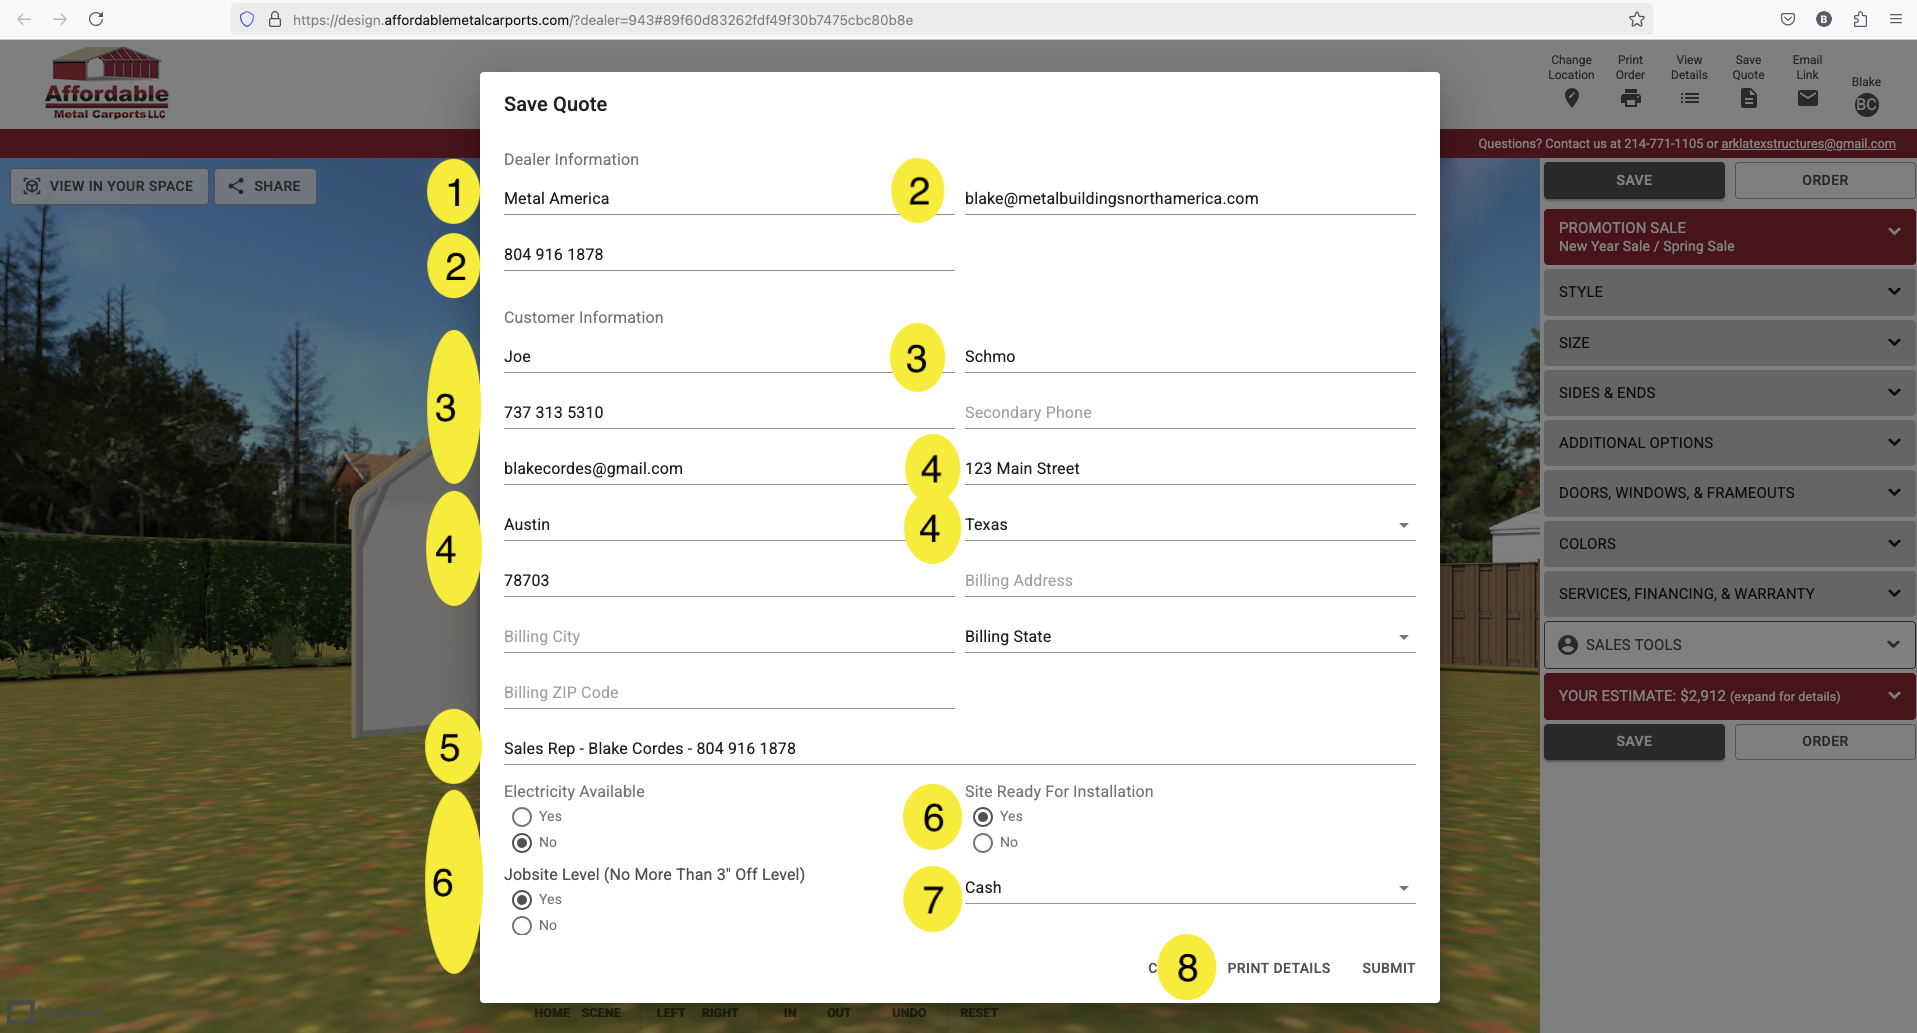 https://design.affordablemetalcarports.com/?dealer=943#89f60d83262fdf49f30b7475cbc80b8e
B
Affordable
Metal Carports LLC
Change Location
Print Order
View Details
Save Quote
Email Link
Blake
BC
Questions? Contact us at 214-771-1105 or arklatexstructures@gmail.com
VIEW IN YOUR SPACE
SHARE
Save Quote
Dealer Information
1
Metal America
2
blake@metalbuildingsnorthamerica.com
2
804 916 1878
Customer Information
3
Joe
3
Schmo
737 313 5310
Secondary Phone
blakecordes@gmail.com
4
123 Main Street
4
Austin
4
Texas
78703
Billing Address
Billing City
Billing State
Billing ZIP Code
5
Sales Rep - Blake Cordes - 804 916 1878
6
Electricity Available
Yes
No
6
Site Ready For Installation
Yes
No
Jobsite Level (No More Than 3" Off Level)
Yes
No
7
Cash
C
8
PRINT DETAILS
SUBMIT
SAVE
ORDER
PROMOTION SALE
New Year Sale / Spring Sale
STYLE
SIZE
SIDES & ENDS
ADDITIONAL OPTIONS
DOORS, WINDOWS, & FRAMEOUTS
COLORS
SERVICES, FINANCING, & WARRANTY
SALES TOOLS
YOUR ESTIMATE: $2,912 (expand for details)
SAVE
ORDER
HOME
SCENE
LEFT
RIGHT
IN
OUT
UNDO
RESET